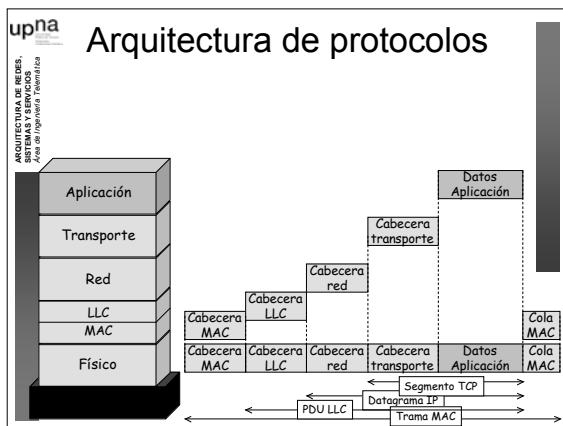 upna
Arquitectura de protocolos
ARQUITECTURA DE REDES,
SISTEMAS Y SERVICIOS
Área de Ingeniería Telemática
Aplicación
Transporte
Red
LLC
MAC
Físico
Datos
Aplicación
Cabecera
transporte
Cabecera
red
Cabecera
LLC
Cabecera
MAC
Cola
MAC
Cabecera
MAC
Cabecera
LLC
Cabecera
red
Cabecera
transporte
Datos
Aplicación
Cola
MAC
Segmento TCP
Datagrama IP
PDU LLC
Trama MAC